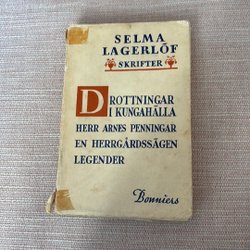 SELMA
LAGERLÖF
SKRIFTER
DROTTNINGAR
I KUNGAHÄLLA
HERR ARNES PENNINGAR
EN HERRGÅRDSSÄGEN
LEGENDER
Bonniers